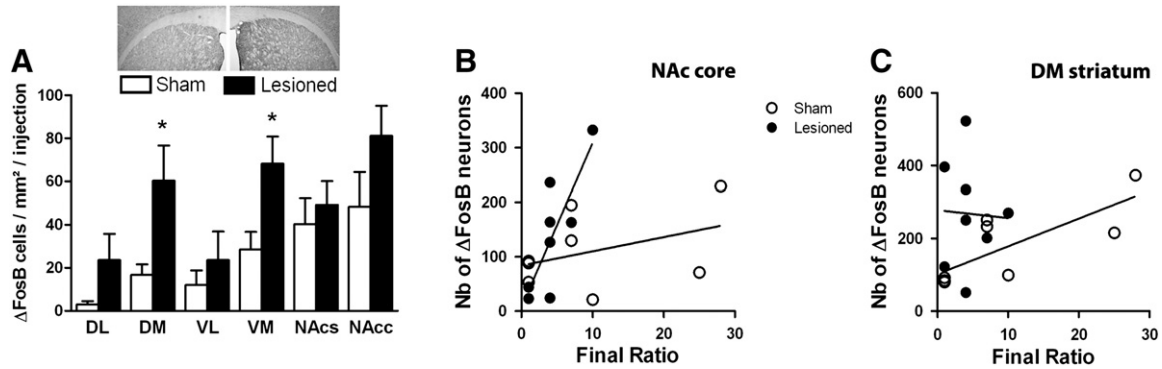 A
Sham Lesioned
ΔFosB cells / mm² / injection
100
80
60
40
20
0
* *
DL DM VL VM NAcs NAcc
B
NAc core
Nb of ΔFosB neurons
400
300
200
100
0
0 10 20 30
Final Ratio
Sham
Lesioned
C
DM striatum
Nb of ΔFosB neurons
600
400
200
0
0 10 20 30
Final Ratio